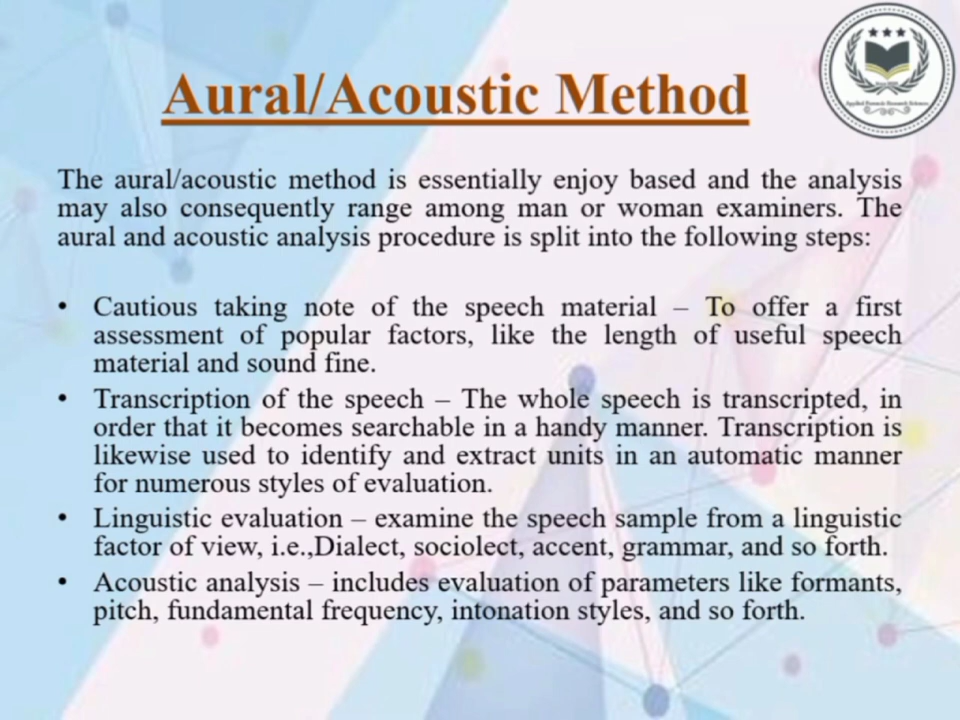 Aural/Acoustic Method
Applied Forensic Research Sciences
The aural/acoustic method is essentially enjoy based and the analysis
may also consequently range among man or woman examiners. The
aural and acoustic analysis procedure is split into the following steps:
• Cautious taking note of the speech material – To offer a first
assessment of popular factors, like the length of useful speech
material and sound fine.
• Transcription of the speech – The whole speech is transcripted, in
order that it becomes searchable in a handy manner. Transcription is
likewise used to identify and extract units in an automatic manner
for numerous styles of evaluation.
• Linguistic evaluation – examine the speech sample from a linguistic
factor of view, i.e.,Dialect, sociolect, accent, grammar, and so forth.
• Acoustic analysis – includes evaluation of parameters like formants,
pitch, fundamental frequency, intonation styles, and so forth.